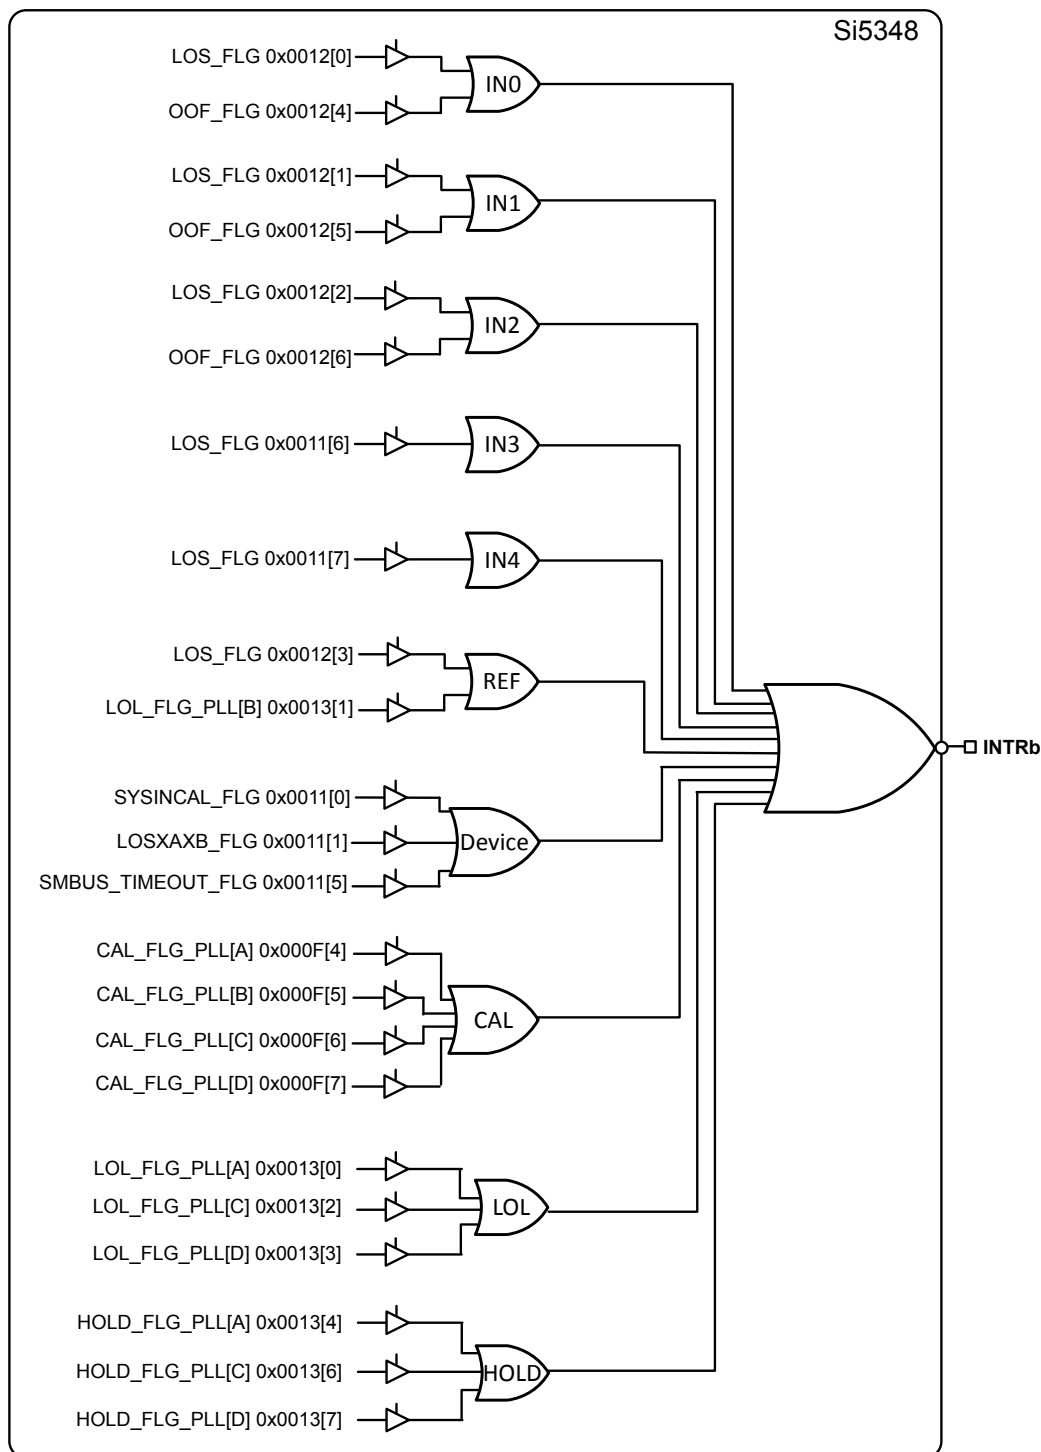 Si5348
LOS_FLG 0x0012[0]
IN0
OOF_FLG 0x0012[4]
LOS_FLG 0x0012[1]
IN1
OOF_FLG 0x0012[5]
LOS_FLG 0x0012[2]
IN2
OOF_FLG 0x0012[6]
LOS_FLG 0x0011[6]
IN3
LOS_FLG 0x0011[7]
IN4
LOS_FLG 0x0012[3]
REF
LOL_FLG_PLL[B] 0x0013[1]
INTRb
SYSINCAL_FLG 0x0011[0]
LOSXAXB_FLG 0x0011[1]
Device
SMBUS_TIMEOUT_FLG 0x0011[5]
CAL_FLG_PLL[A] 0x000F[4]
CAL_FLG_PLL[B] 0x000F[5]
CAL
CAL_FLG_PLL[C] 0x000F[6]
CAL_FLG_PLL[D] 0x000F[7]
LOL_FLG_PLL[A] 0x0013[0]
LOL_FLG_PLL[C] 0x0013[2]
LOL
LOL_FLG_PLL[D] 0x0013[3]
HOLD_FLG_PLL[A] 0x0013[4]
HOLD_FLG_PLL[C] 0x0013[6]
HOLD
HOLD_FLG_PLL[D] 0x0013[7]